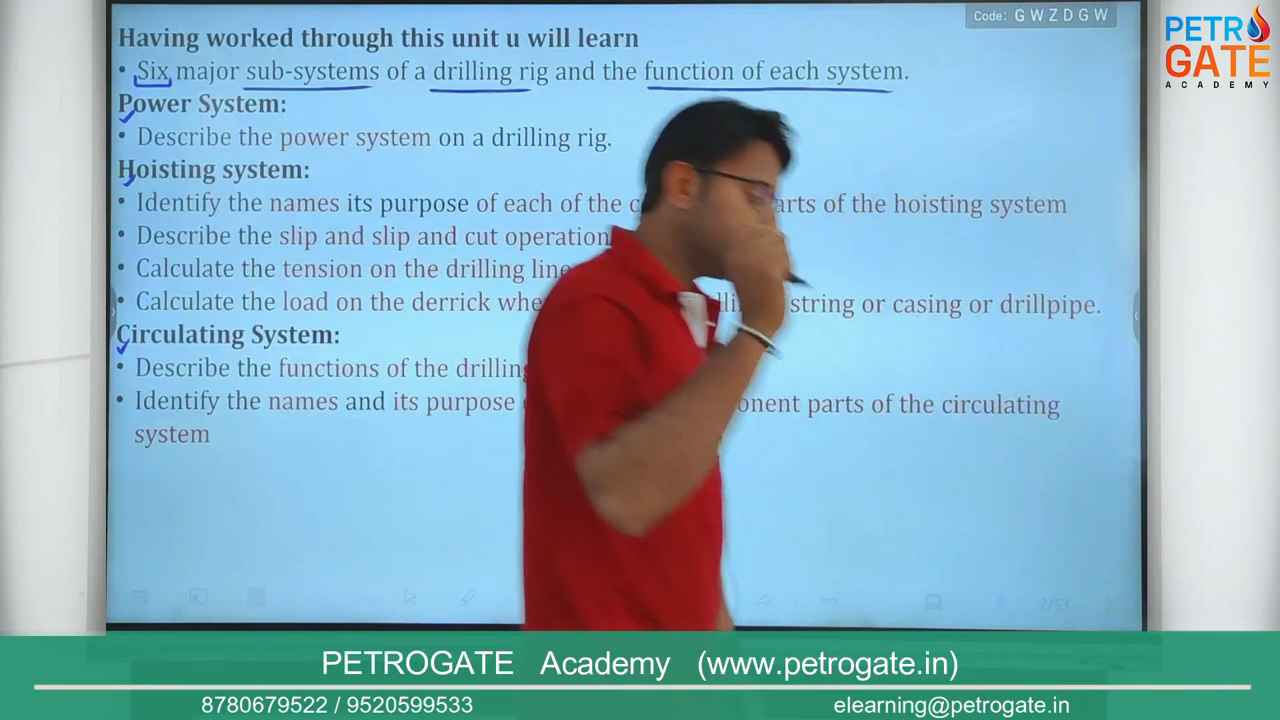 Code: G W Z D G W
PETR
GATE
ACADEMY
Having worked through this unit u will learn
• Six major sub-systems of a drilling rig and the function of each system.
Power System:
• Describe the power system on a drilling rig.
Hoisting system:
• Identify the names its purpose of each of the arts of the hoisting system
• Describe the slip and slip and cut operation
• Calculate the tension on the drilling line
• Calculate the load on the derrick string or casing or drillpipe.
Circulating System:
• Describe the functions of the
• Identify the names and its purpose onent parts of the circulating
system
2/53
PETROGATE Academy (www.petrogate.in)
8780679522 / 9520599533
elearning@petrogate.in